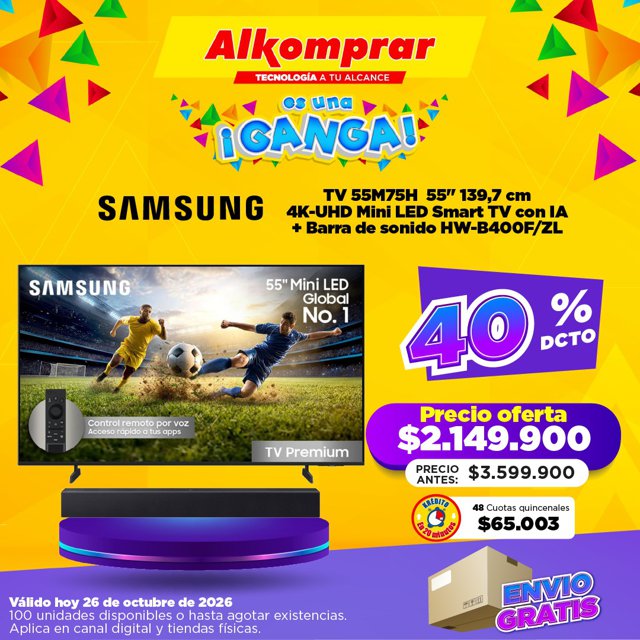 Alkomprar
TECNOLOGÍA A TU ALCANCE
es una
¡GANGA!
SAMSUNG
TV 55M75H 55" 139,7 cm
4K-UHD Mini LED Smart TV con IA
+ Barra de sonido HW-B400F/ZL
SAMSUNG
55" Mini LED
Global
No. 1
Control remoto por voz
Acceso rápido a tus apps
TV Premium
40%
DCTO
Precio oferta
$2.149.900
PRECIO
ANTES: $3.599.900
KRÉDITO
En 20 minutos
48 Cuotas quincenales
$65.003
ENVÍO
GRATIS
Válido hoy 26 de octubre de 2026
100 unidades disponibles o hasta agotar existencias.
Aplica en canal digital y tiendas físicas.